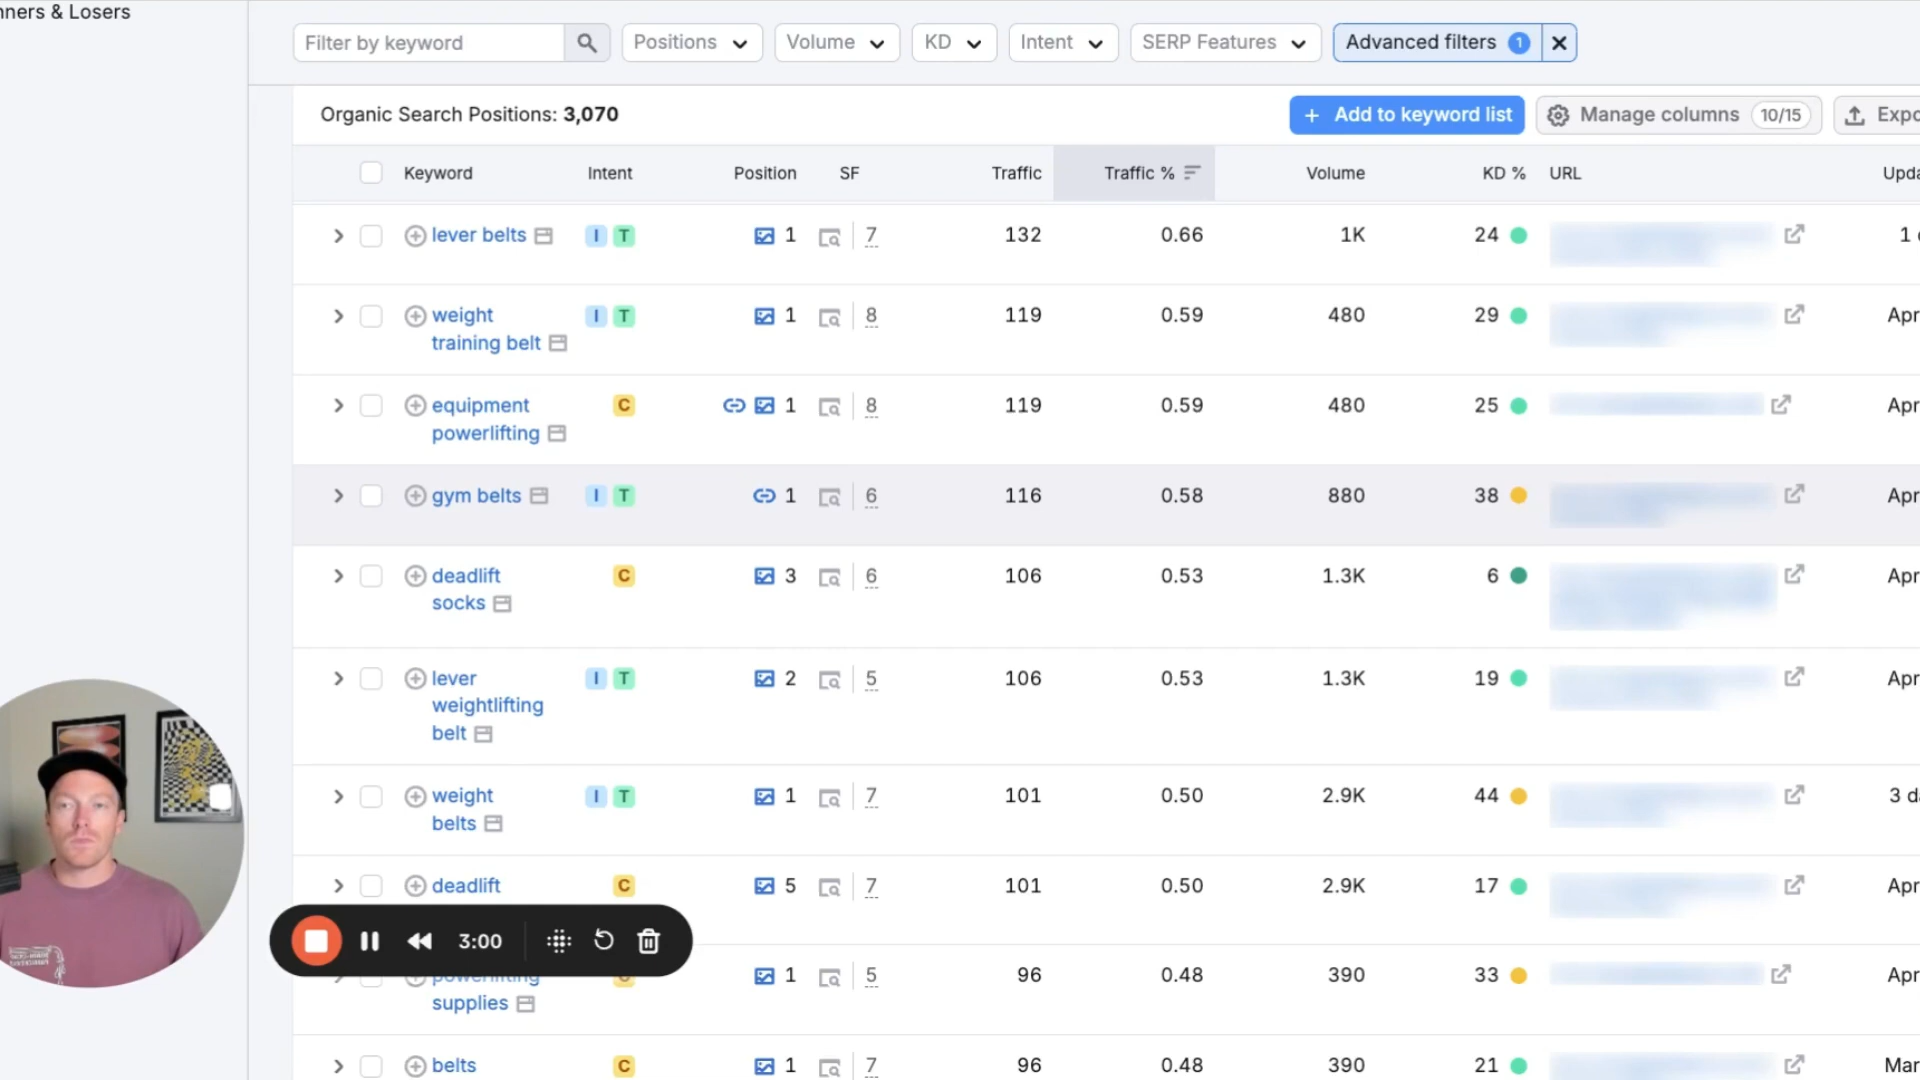 nners & Losers
Filter by keyword
Positions
Volume
KD
Intent
SERP Features
Advanced filters 1
Organic Search Positions: 3,070
+ Add to keyword list
Manage columns 10/15
Expo
Keyword Intent Position SF Traffic Traffic % Volume KD % URL Upda
lever belts I T 1 7 132 0.66 1K 24 1
weight I T 1 8 119 0.59 480 29 Apr
training belt
equipment C 1 8 119 0.59 480 25 Apr
powerlifting
gym belts I T 1 6 116 0.58 880 38 Apr
deadlift C 3 6 106 0.53 1.3K 6 Apr
socks
lever I T 2 5 106 0.53 1.3K 19 Apr
weightlifting
belt
weight I T 1 7 101 0.50 2.9K 44 3 d
belts
deadlift C 5 7 101 0.50 2.9K 17 Apr
3:00
powerlifting C 1 5 96 0.48 390 33 Apr
supplies
belts C 1 7 96 0.48 390 21 Mar